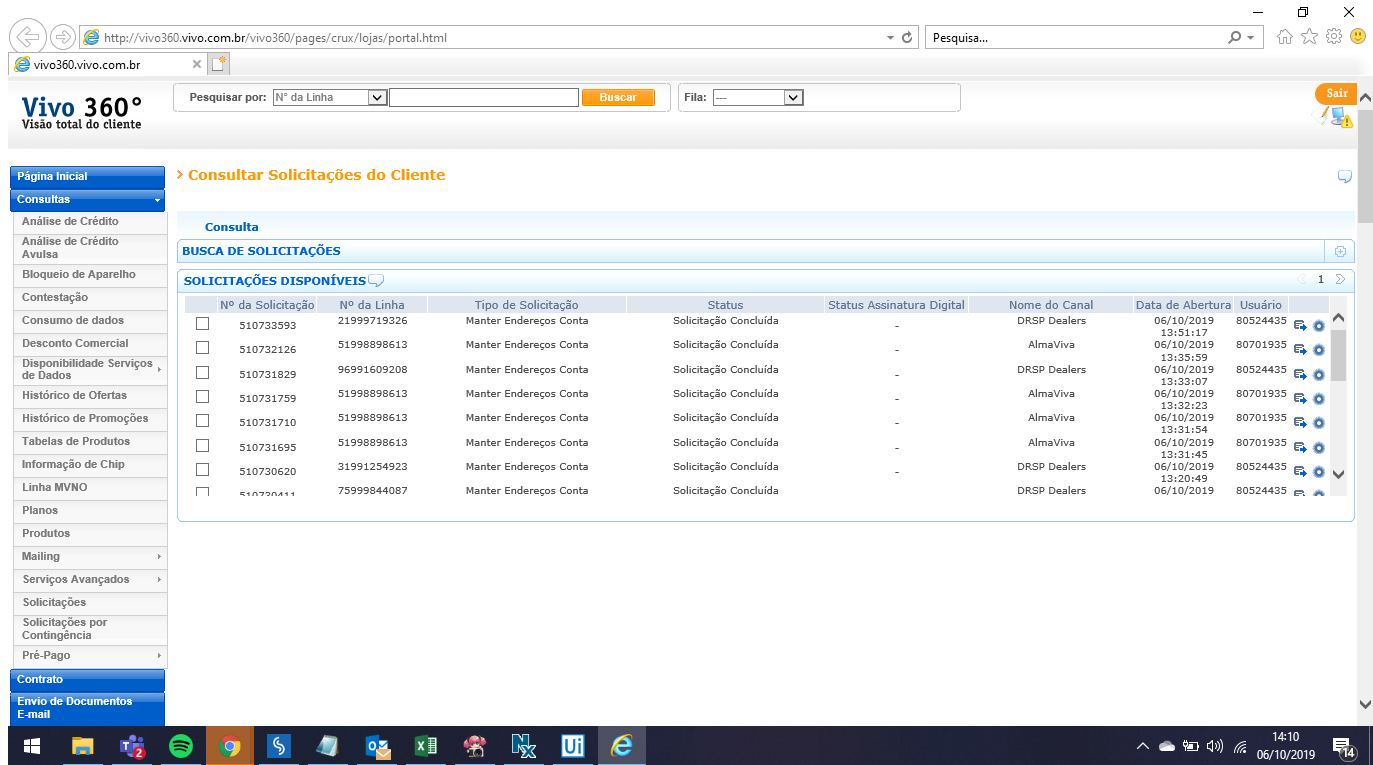 http://vivo360.vivo.com.br/vivo360/pages/crux/lojas/portal.html
Pesquisa...
vivo360.vivo.com.br
Vivo 360°
Visão total do cliente
Pesquisar por: N° da Linha Buscar Fila: ---
Sair
Página Inicial
Consultas
Análise de Crédito
Análise de Crédito
Avulsa
Bloqueio de Aparelho
Contestação
Consumo de dados
Desconto Comercial
Disponibilidade Serviços
de Dados
Histórico de Ofertas
Histórico de Promoções
Tabelas de Produtos
Informação de Chip
Linha MVNO
Planos
Produtos
Mailing
Serviços Avançados
Solicitações
Solicitações por
Contingência
Pré-Pago
Contrato
Envio de Documentos
E-mail
> Consultar Solicitações do Cliente
Consulta
BUSCA DE SOLICITAÇÕES
SOLICITAÇÕES DISPONÍVEIS 1
Nº da Solicitação Nº da Linha Tipo de Solicitação Status Status Assinatura Digital Nome do Canal Data de Abertura Usuário
510733593 21999719326 Manter Endereços Conta Solicitação Concluída - DRSP Dealers 06/10/2019 13:51:17 80524435
510732126 51998898613 Manter Endereços Conta Solicitação Concluída - AlmaViva 06/10/2019 13:35:59 80701935
510731829 96991609208 Manter Endereços Conta Solicitação Concluída - DRSP Dealers 06/10/2019 13:33:07 80524435
510731759 51998898613 Manter Endereços Conta Solicitação Concluída - AlmaViva 06/10/2019 13:32:23 80701935
510731710 51998898613 Manter Endereços Conta Solicitação Concluída - AlmaViva 06/10/2019 13:31:54 80701935
510731695 51998898613 Manter Endereços Conta Solicitação Concluída - AlmaViva 06/10/2019 13:31:45 80701935
510730620 31991254923 Manter Endereços Conta Solicitação Concluída - DRSP Dealers 06/10/2019 13:20:49 80524435
510730411 75999844087 Manter Endereços Conta Solicitação Concluída DRSP Dealers 06/10/2019 80524435
2
Ui
14:10
06/10/2019
14